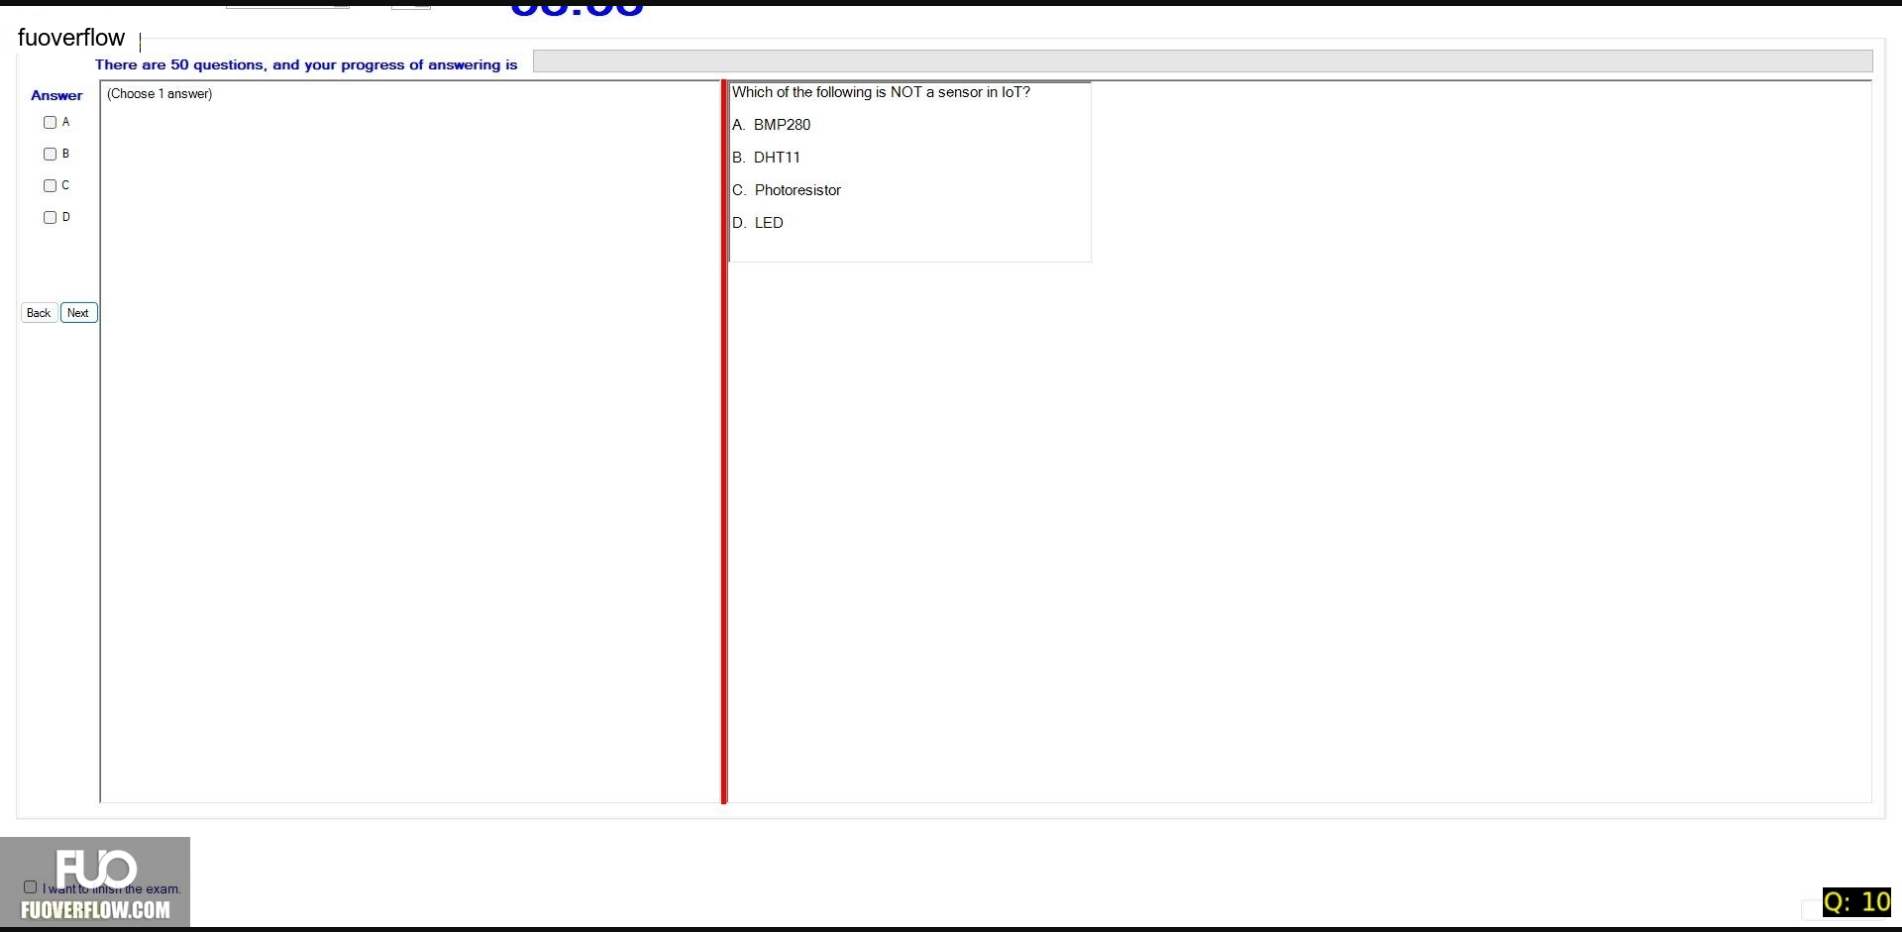 fuoverflow
There are 50 questions, and your progress of answering is
Answer
(Choose 1 answer)
A
B
C
D
Back Next
Which of the following is NOT a sensor in IoT?
A. BMP280
B. DHT11
C. Photoresistor
D. LED
FUO
I want to finish the exam.
FUOVERFLOW.COM
Q: 10